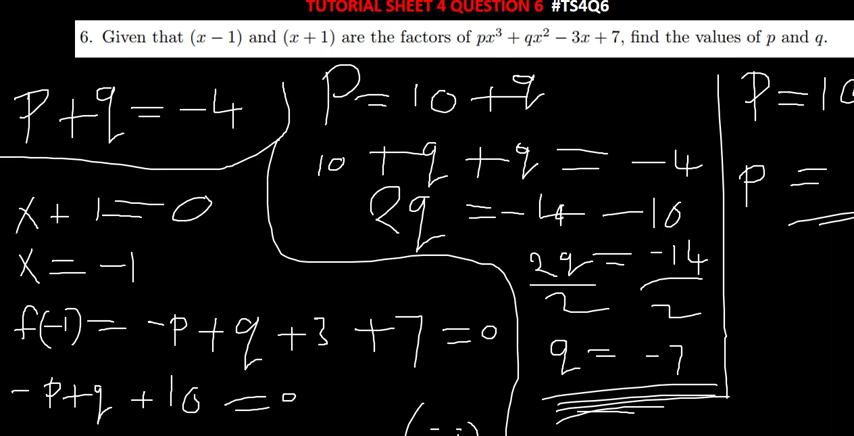 TUTORIAL SHEET 4 QUESTION 6 #TS4Q6
6. Given that (x − 1) and (x + 1) are the factors of px³ + qx² − 3x + 7, find the values of p and q.
P+q = -4
x + 1 = 0
x = -1
f(-1) = -p + q + 3 + 7 = 0
-p+q + 10 = 0
P = 10 + q
10 + q + q = -4
2q = -4 - 10
2q = -14
2 2
q = -7
P = 10
P =